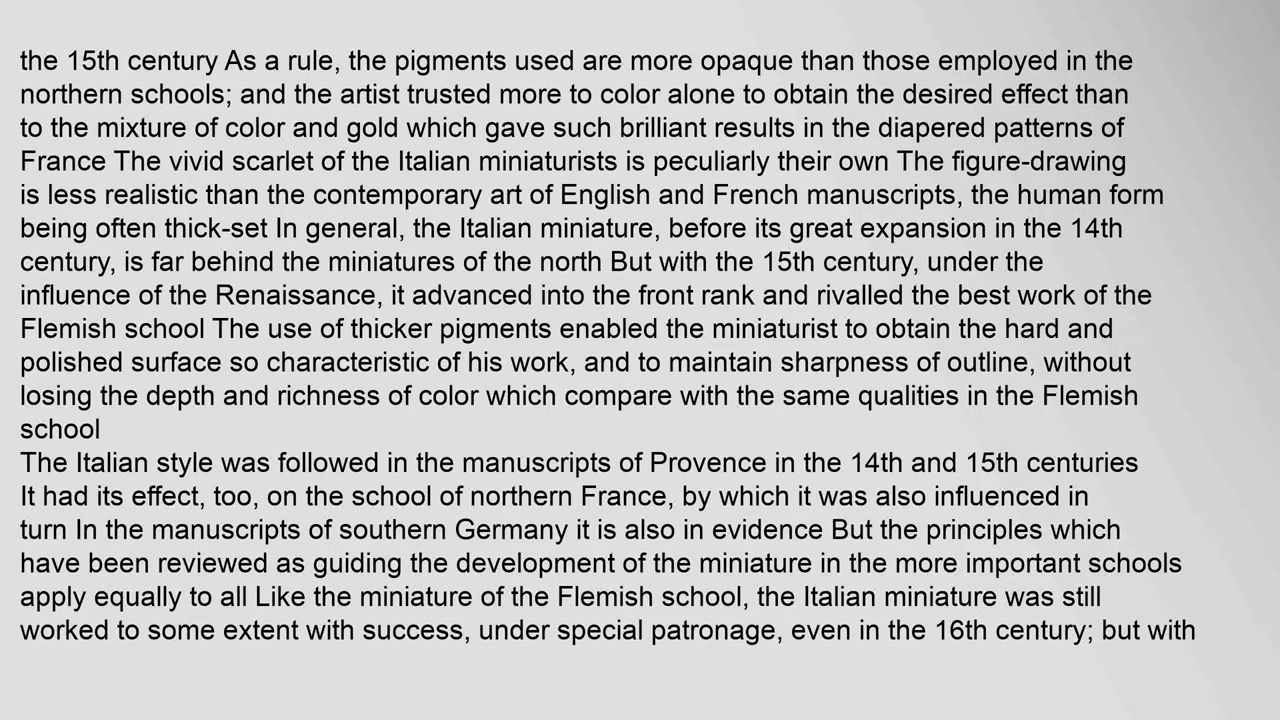 the 15th century As a rule, the pigments used are more opaque than those employed in the
northern schools; and the artist trusted more to color alone to obtain the desired effect than
to the mixture of color and gold which gave such brilliant results in the diapered patterns of
France The vivid scarlet of the Italian miniaturists is peculiarly their own The figure-drawing
is less realistic than the contemporary art of English and French manuscripts, the human form
being often thick-set In general, the Italian miniature, before its great expansion in the 14th
century, is far behind the miniatures of the north But with the 15th century, under the
influence of the Renaissance, it advanced into the front rank and rivalled the best work of the
Flemish school The use of thicker pigments enabled the miniaturist to obtain the hard and
polished surface so characteristic of his work, and to maintain sharpness of outline, without
losing the depth and richness of color which compare with the same qualities in the Flemish
school
The Italian style was followed in the manuscripts of Provence in the 14th and 15th centuries
It had its effect, too, on the school of northern France, by which it was also influenced in
turn In the manuscripts of southern Germany it is also in evidence But the principles which
have been reviewed as guiding the development of the miniature in the more important schools
apply equally to all Like the miniature of the Flemish school, the Italian miniature was still
worked to some extent with success, under special patronage, even in the 16th century; but with